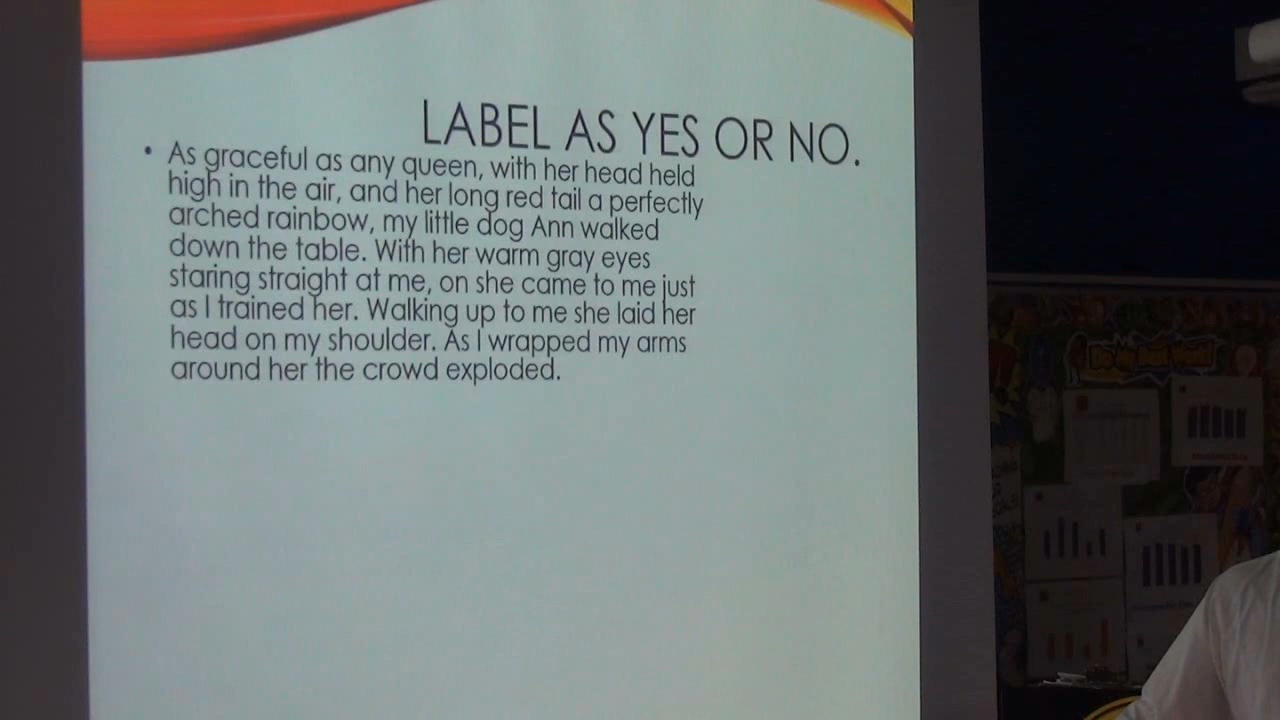 LABEL AS YES OR NO.
• As graceful as any queen, with her head held
high in the air, and her long red tail a perfectly
arched rainbow, my little dog Ann walked
down the table. With her warm gray eyes
staring straight at me, on she came to me just
as I trained her. Walking up to me she laid her
head on my shoulder. As I wrapped my arms
around her the crowd exploded.